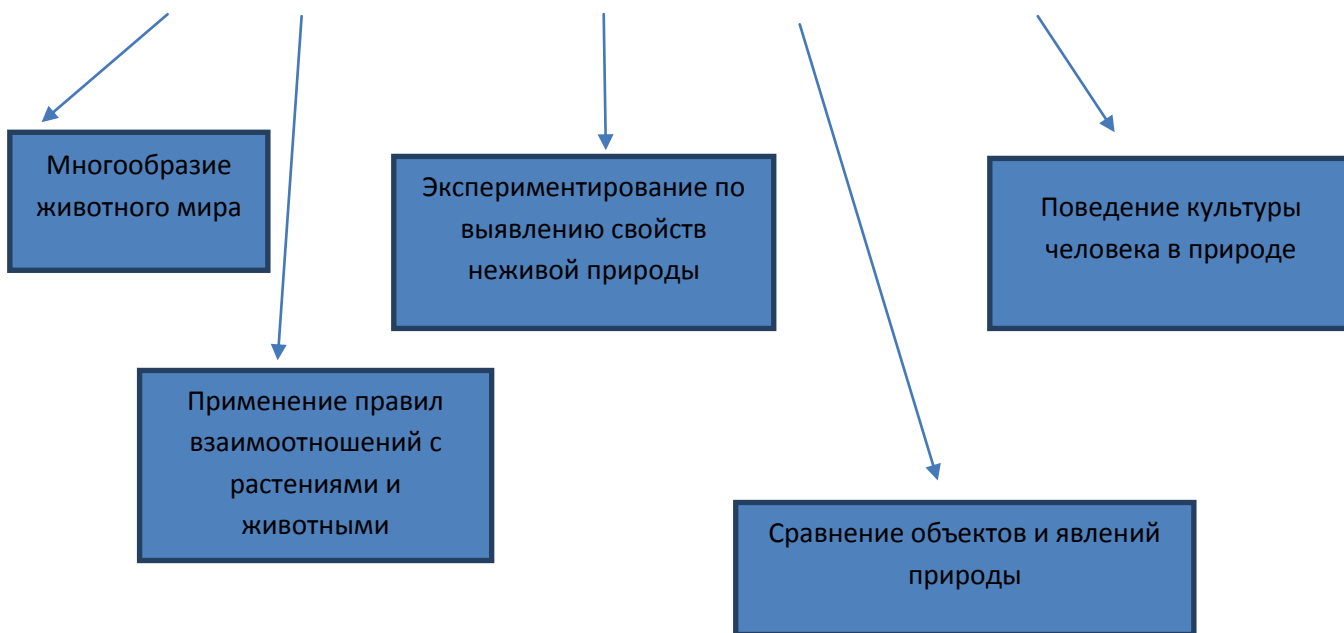 Многообразие
животного мира
Экспериментирование по
выявлению свойств
неживой природы
Поведение культуры
человека в природе
Применение правил
взаимоотношений с
растениями и
животными
Сравнение объектов и явлений
природы